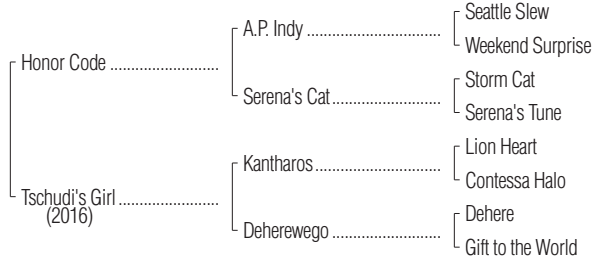 Seattle Slew
A.P. Indy ..............................
Weekend Surprise
Honor Code ........................
Storm Cat
Serena's Cat........................
Serena's Tune
Lion Heart
Kantharos............................
Contessa Halo
Tschudi's Girl ......................
(2016)
Dehere
Deherewego ........................
Gift to the World